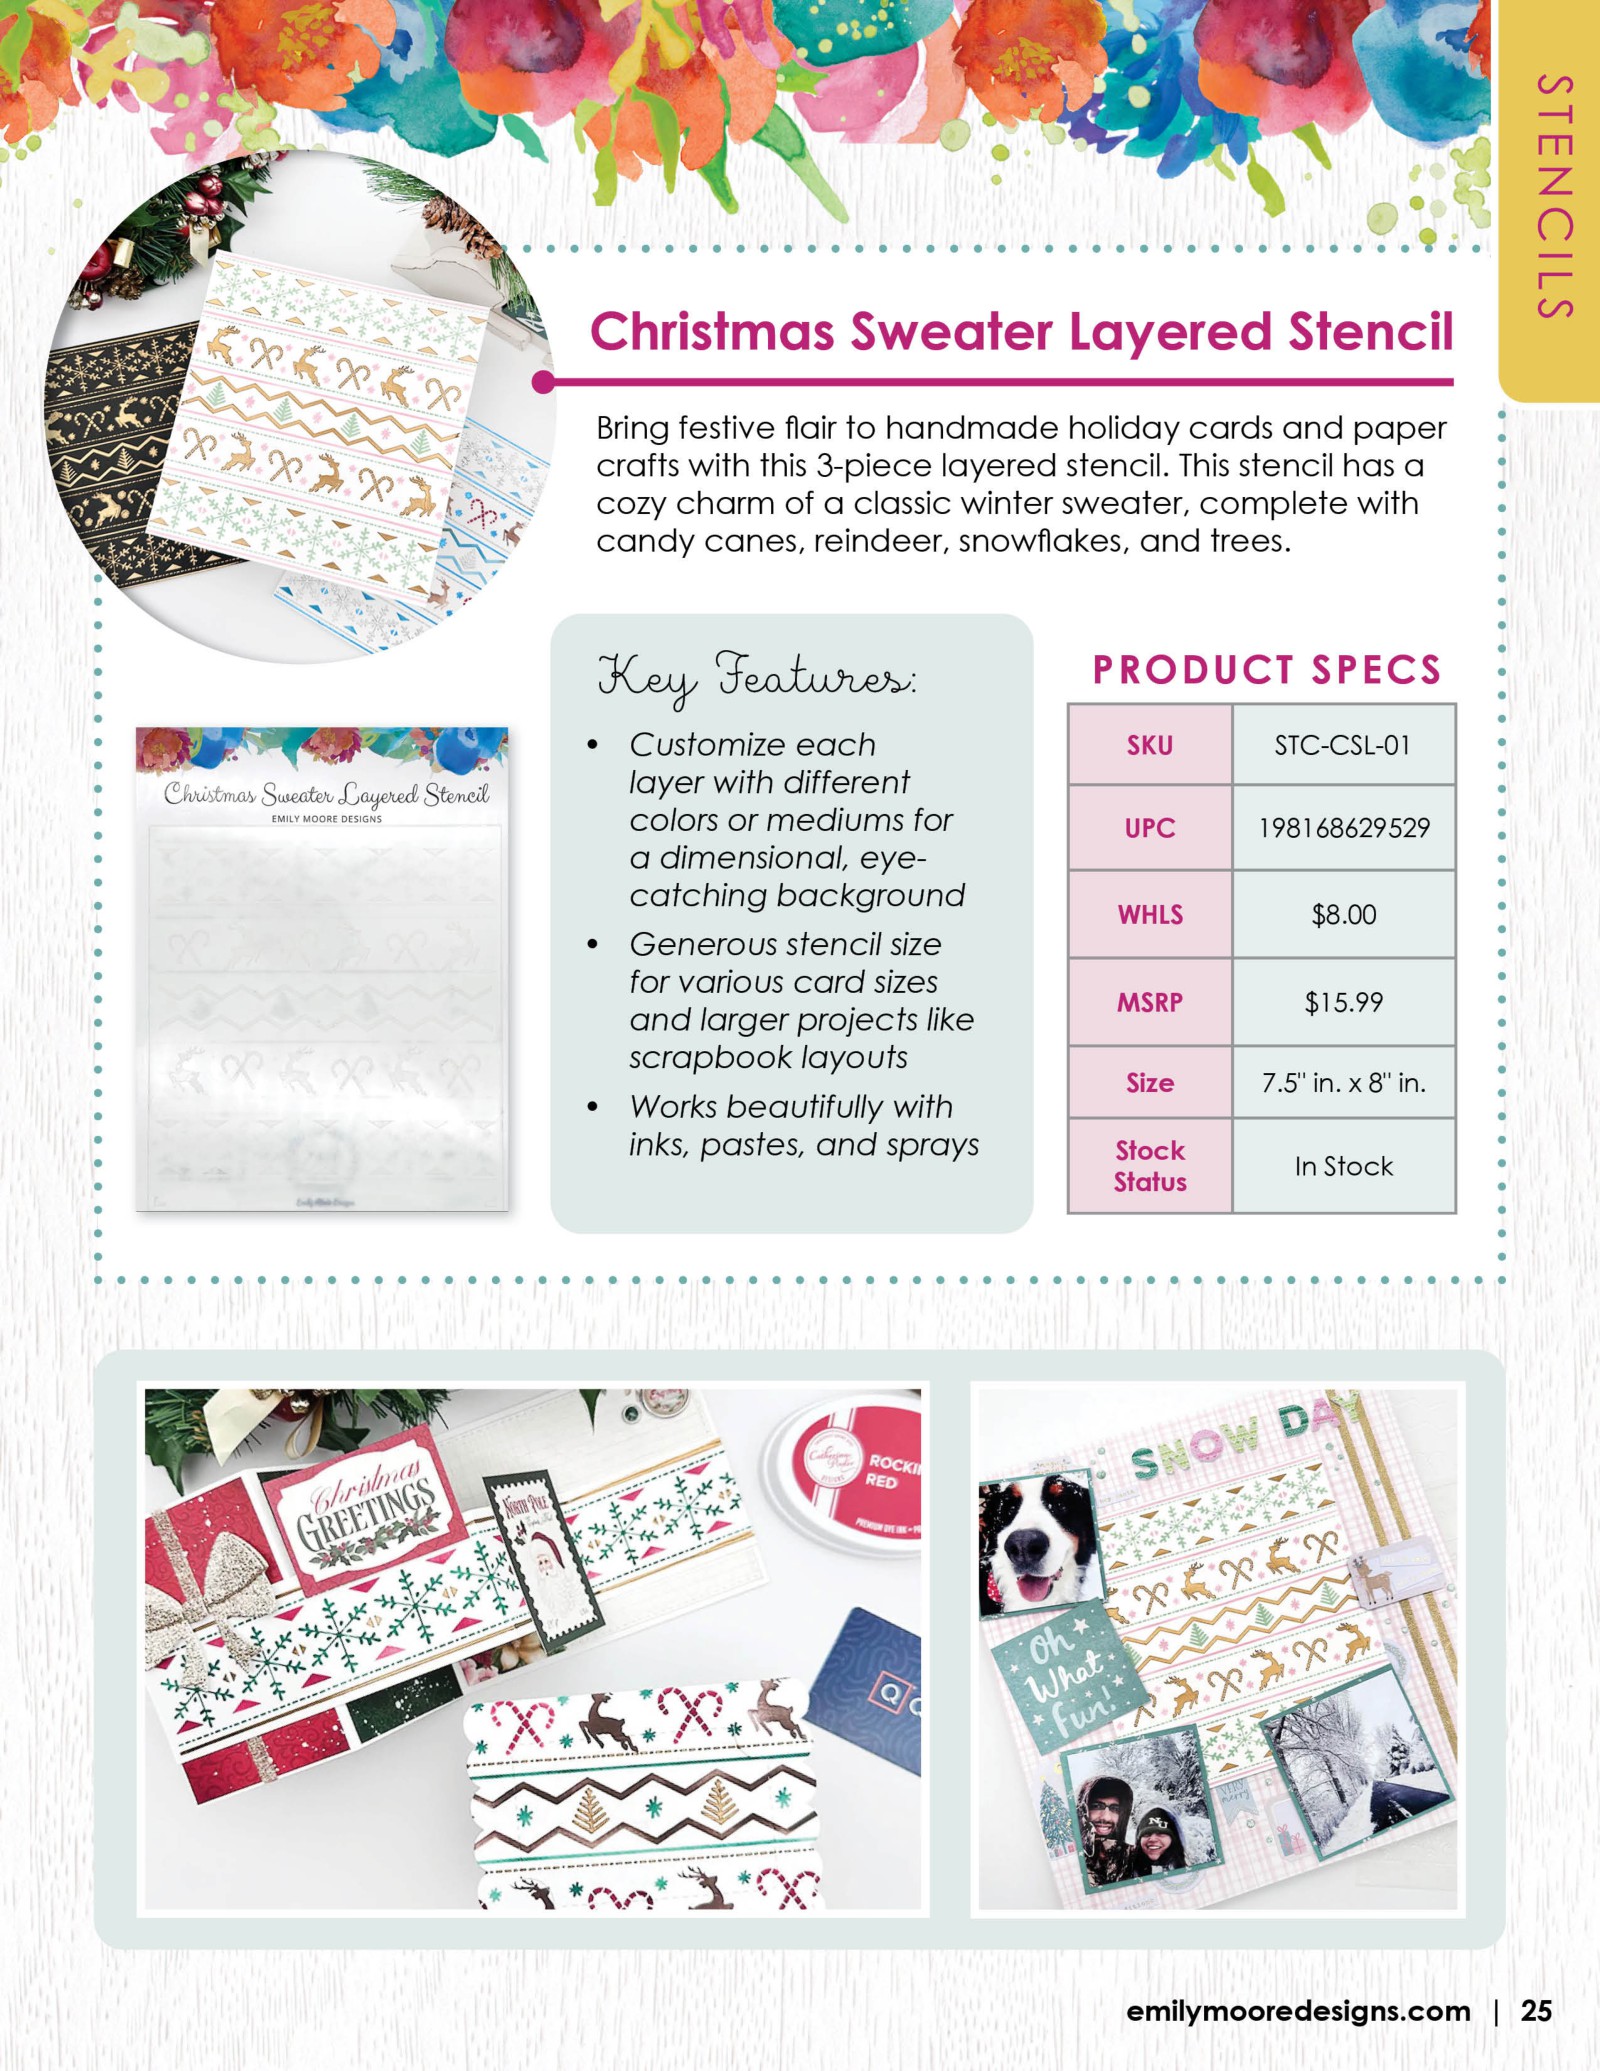 STENCILS
Christmas Sweater Layered Stencil
Bring festive flair to handmade holiday cards and paper
crafts with this 3-piece layered stencil. This stencil has a
cozy charm of a classic winter sweater, complete with
candy canes, reindeer, snowflakes, and trees.
Christmas Sweater Layered Stencil
EMILY MOORE DESIGNS
Emily Moore Designs
Key Features:
• Customize each
layer with different
colors or mediums for
a dimensional, eye-
catching background
• Generous stencil size
for various card sizes
and larger projects like
scrapbook layouts
• Works beautifully with
inks, pastes, and sprays
PRODUCT SPECS
SKU STC-CSL-01
UPC 198168629529
WHLS $8.00
MSRP $15.99
Size 7.5" in. x 8" in.
Stock
Status
In Stock
Christmas
GREETINGS
NORTH POLE
RED
SNOW DAY
Oh
What
Fun!
NU
emilymooredesigns.com | 25